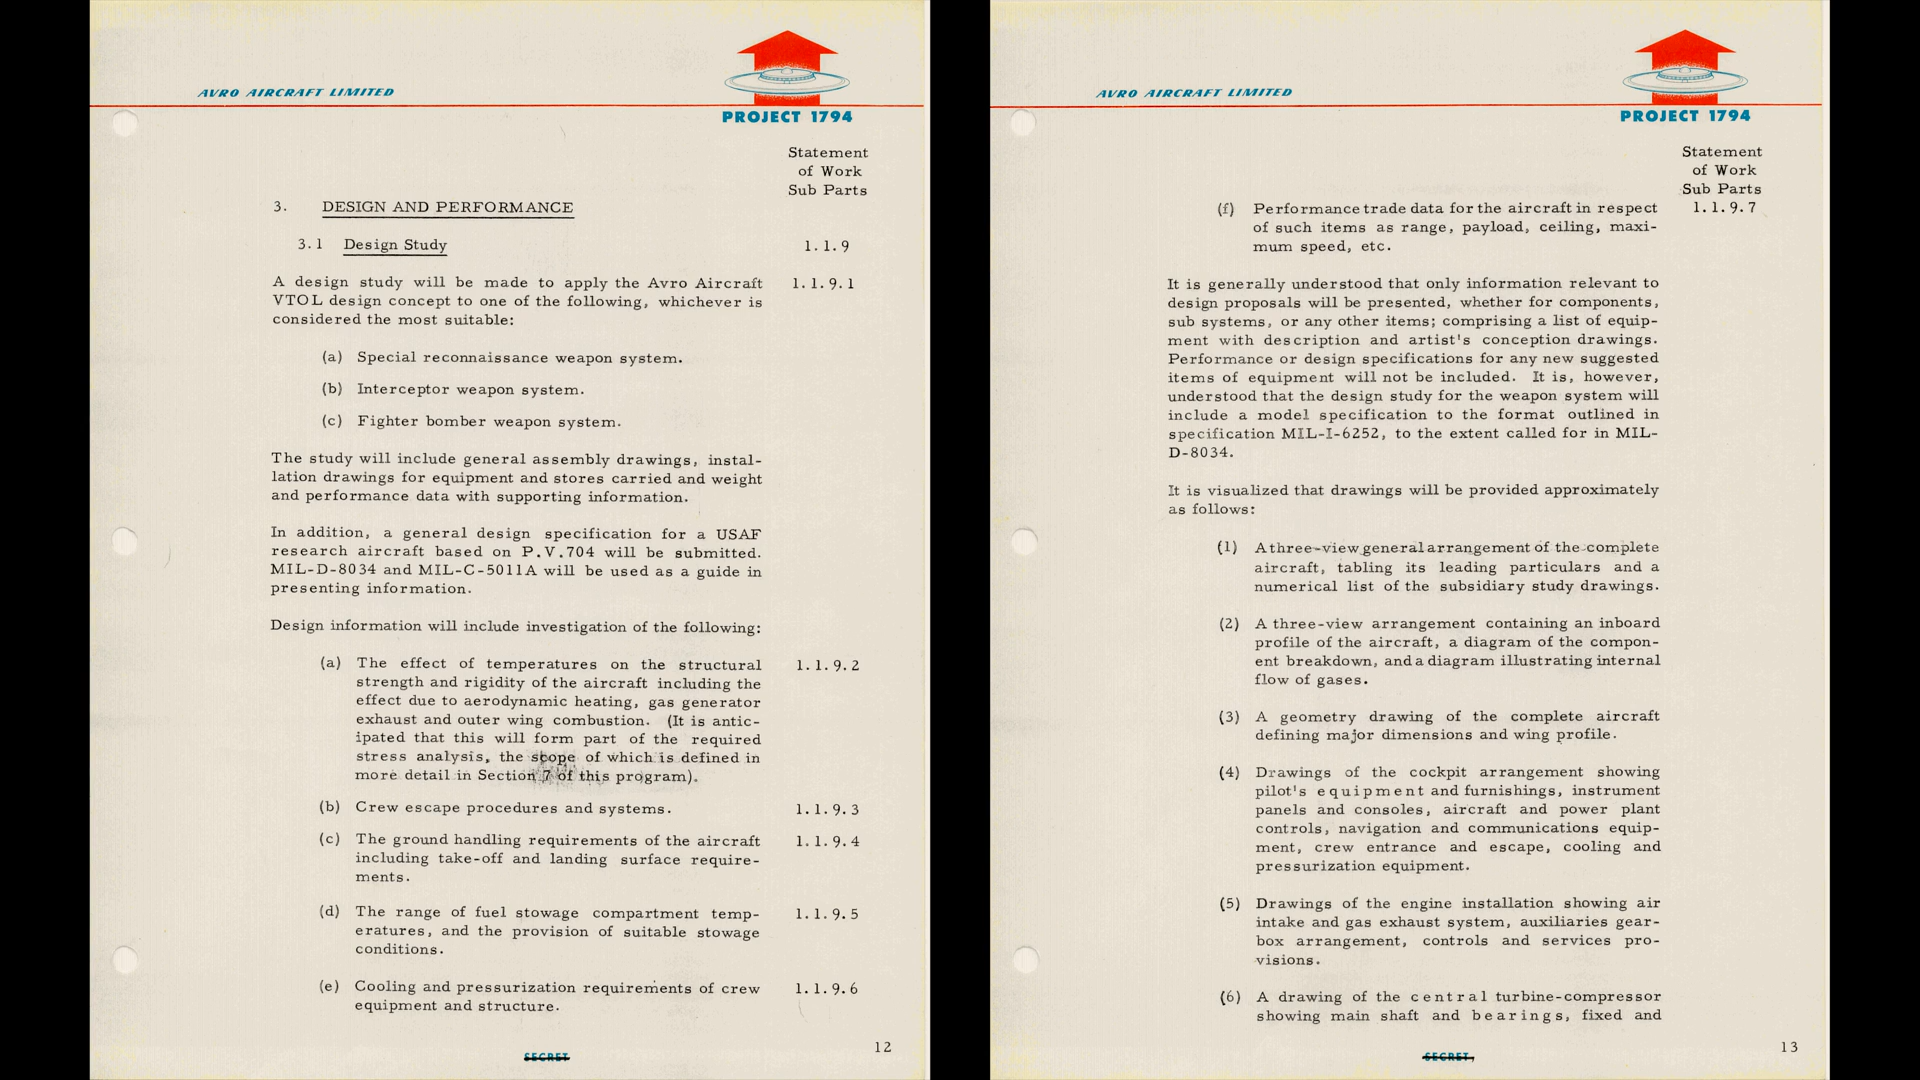 AVRO AIRCRAFT LIMITED
PROJECT 1794
Statement
of Work
Sub Parts
3. DESIGN AND PERFORMANCE
3.1 Design Study 1.1.9
A design study will be made to apply the Avro Aircraft 1.1.9.1
VTOL design concept to one of the following, whichever is
considered the most suitable:
(a) Special reconnaissance weapon system.
(b) Interceptor weapon system.
(c) Fighter bomber weapon system.
The study will include general assembly drawings, instal-
lation drawings for equipment and stores carried and weight
and performance data with supporting information.
In addition, a general design specification for a USAF
research aircraft based on P.V.704 will be submitted.
MIL-D-8034 and MIL-C-5011A will be used as a guide in
presenting information.
Design information will include investigation of the following:
(a) The effect of temperatures on the structural 1.1.9.2
strength and rigidity of the aircraft including the
effect due to aerodynamic heating, gas generator
exhaust and outer wing combustion. (It is antic-
ipated that this will form part of the required
stress analysis, the scope of which is defined in
more detail in Section 7 of this program).
(b) Crew escape procedures and systems. 1.1.9.3
(c) The ground handling requirements of the aircraft 1.1.9.4
including take-off and landing surface require-
ments.
(d) The range of fuel stowage compartment temp- 1.1.9.5
eratures, and the provision of suitable stowage
conditions.
(e) Cooling and pressurization requirements of crew 1.1.9.6
equipment and structure.
12
SECRET
AVRO AIRCRAFT LIMITED
PROJECT 1794
Statement
of Work
Sub Parts
(f) Performance trade data for the aircraft in respect 1.1.9.7
of such items as range, payload, ceiling, maxi-
mum speed, etc.
It is generally understood that only information relevant to
design proposals will be presented, whether for components,
sub systems, or any other items; comprising a list of equip-
ment with description and artist's conception drawings.
Performance or design specifications for any new suggested
items of equipment will not be included. It is, however,
understood that the design study for the weapon system will
include a model specification to the format outlined in
specification MIL-I-6252, to the extent called for in MIL-
D-8034.
It is visualized that drawings will be provided approximately
as follows:
(1) A three-view general arrangement of the complete
aircraft, tabling its leading particulars and a
numerical list of the subsidiary study drawings.
(2) A three-view arrangement containing an inboard
profile of the aircraft, a diagram of the compon-
ent breakdown, and a diagram illustrating internal
flow of gases.
(3) A geometry drawing of the complete aircraft
defining major dimensions and wing profile.
(4) Drawings of the cockpit arrangement showing
pilot's equipment and furnishings, instrument
panels and consoles, aircraft and power plant
controls, navigation and communications equip-
ment, crew entrance and escape, cooling and
pressurization equipment.
(5) Drawings of the engine installation showing air
intake and gas exhaust system, auxiliaries gear-
box arrangement, controls and services pro-
visions.
(6) A drawing of the central turbine-compressor
showing main shaft and bearings, fixed and
13
SECRET